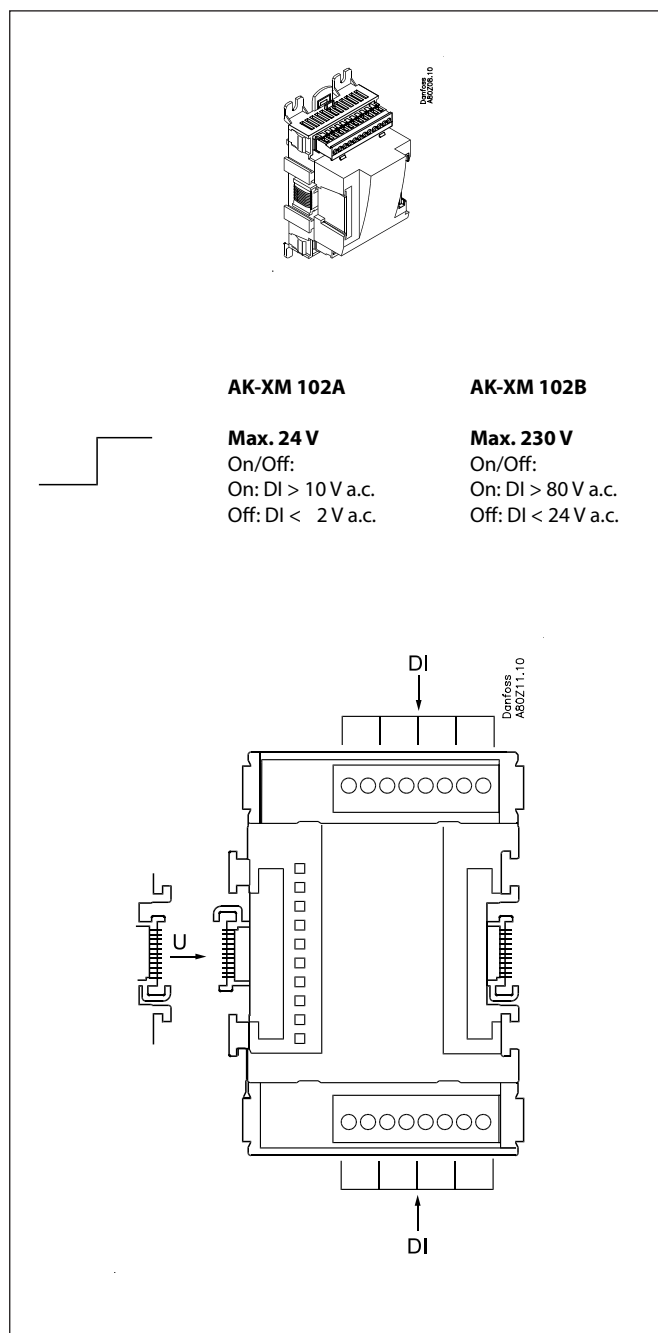 Danfoss
A80Z08.10
AK-XM 102A
Max. 24 V
On/Off:
On: DI > 10 V a.c.
Off: DI < 2 V a.c.
AK-XM 102B
Max. 230 V
On/Off:
On: DI > 80 V a.c.
Off: DI < 24 V a.c.
DI
Danfoss
A80Z11.10
U
DI